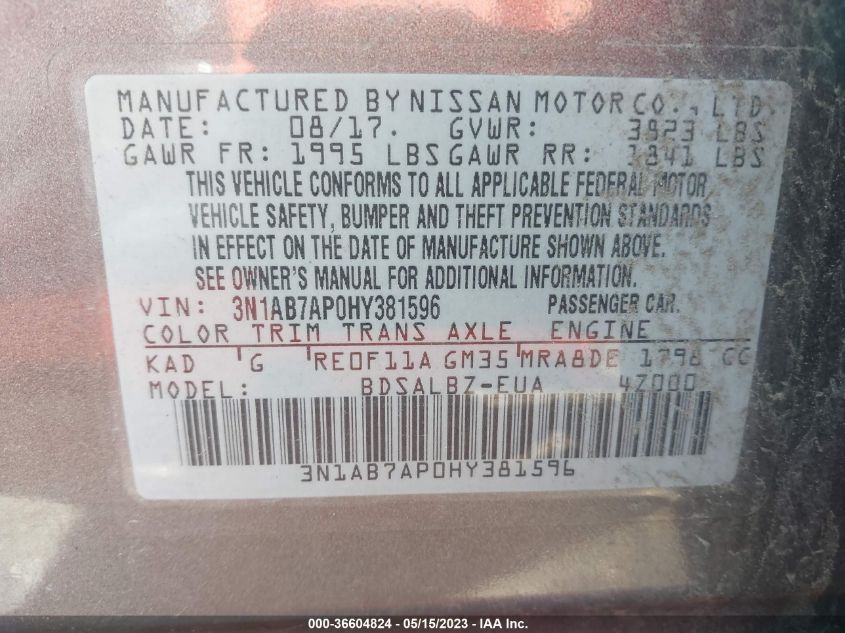 MANUFACTURED BY NISSAN MOTOR CO., LTD.
DATE: 08/17. GVWR: 3923 LBS
GAWR FR: 1995 LBS GAWR RR: 1941 LBS
THIS VEHICLE CONFORMS TO ALL APPLICABLE FEDERAL MOTOR
VEHICLE SAFETY, BUMPER AND THEFT PREVENTION STANDARDS
IN EFFECT ON THE DATE OF MANUFACTURE SHOWN ABOVE.
SEE OWNER'S MANUAL FOR ADDITIONAL INFORMATION.
VIN: 3N1AB7AP0HY381596 PASSENGER CAR.
COLOR TRIM TRANS AXLE ENGINE
KAD 'G 'RE0F11A GM35 'MRA8DE 1798 CC
MODEL: BDSALBZ-EUA 4Z000
3N1AB7AP0HY381596
000-36604824 - 05/15/2023 - IAA Inc.